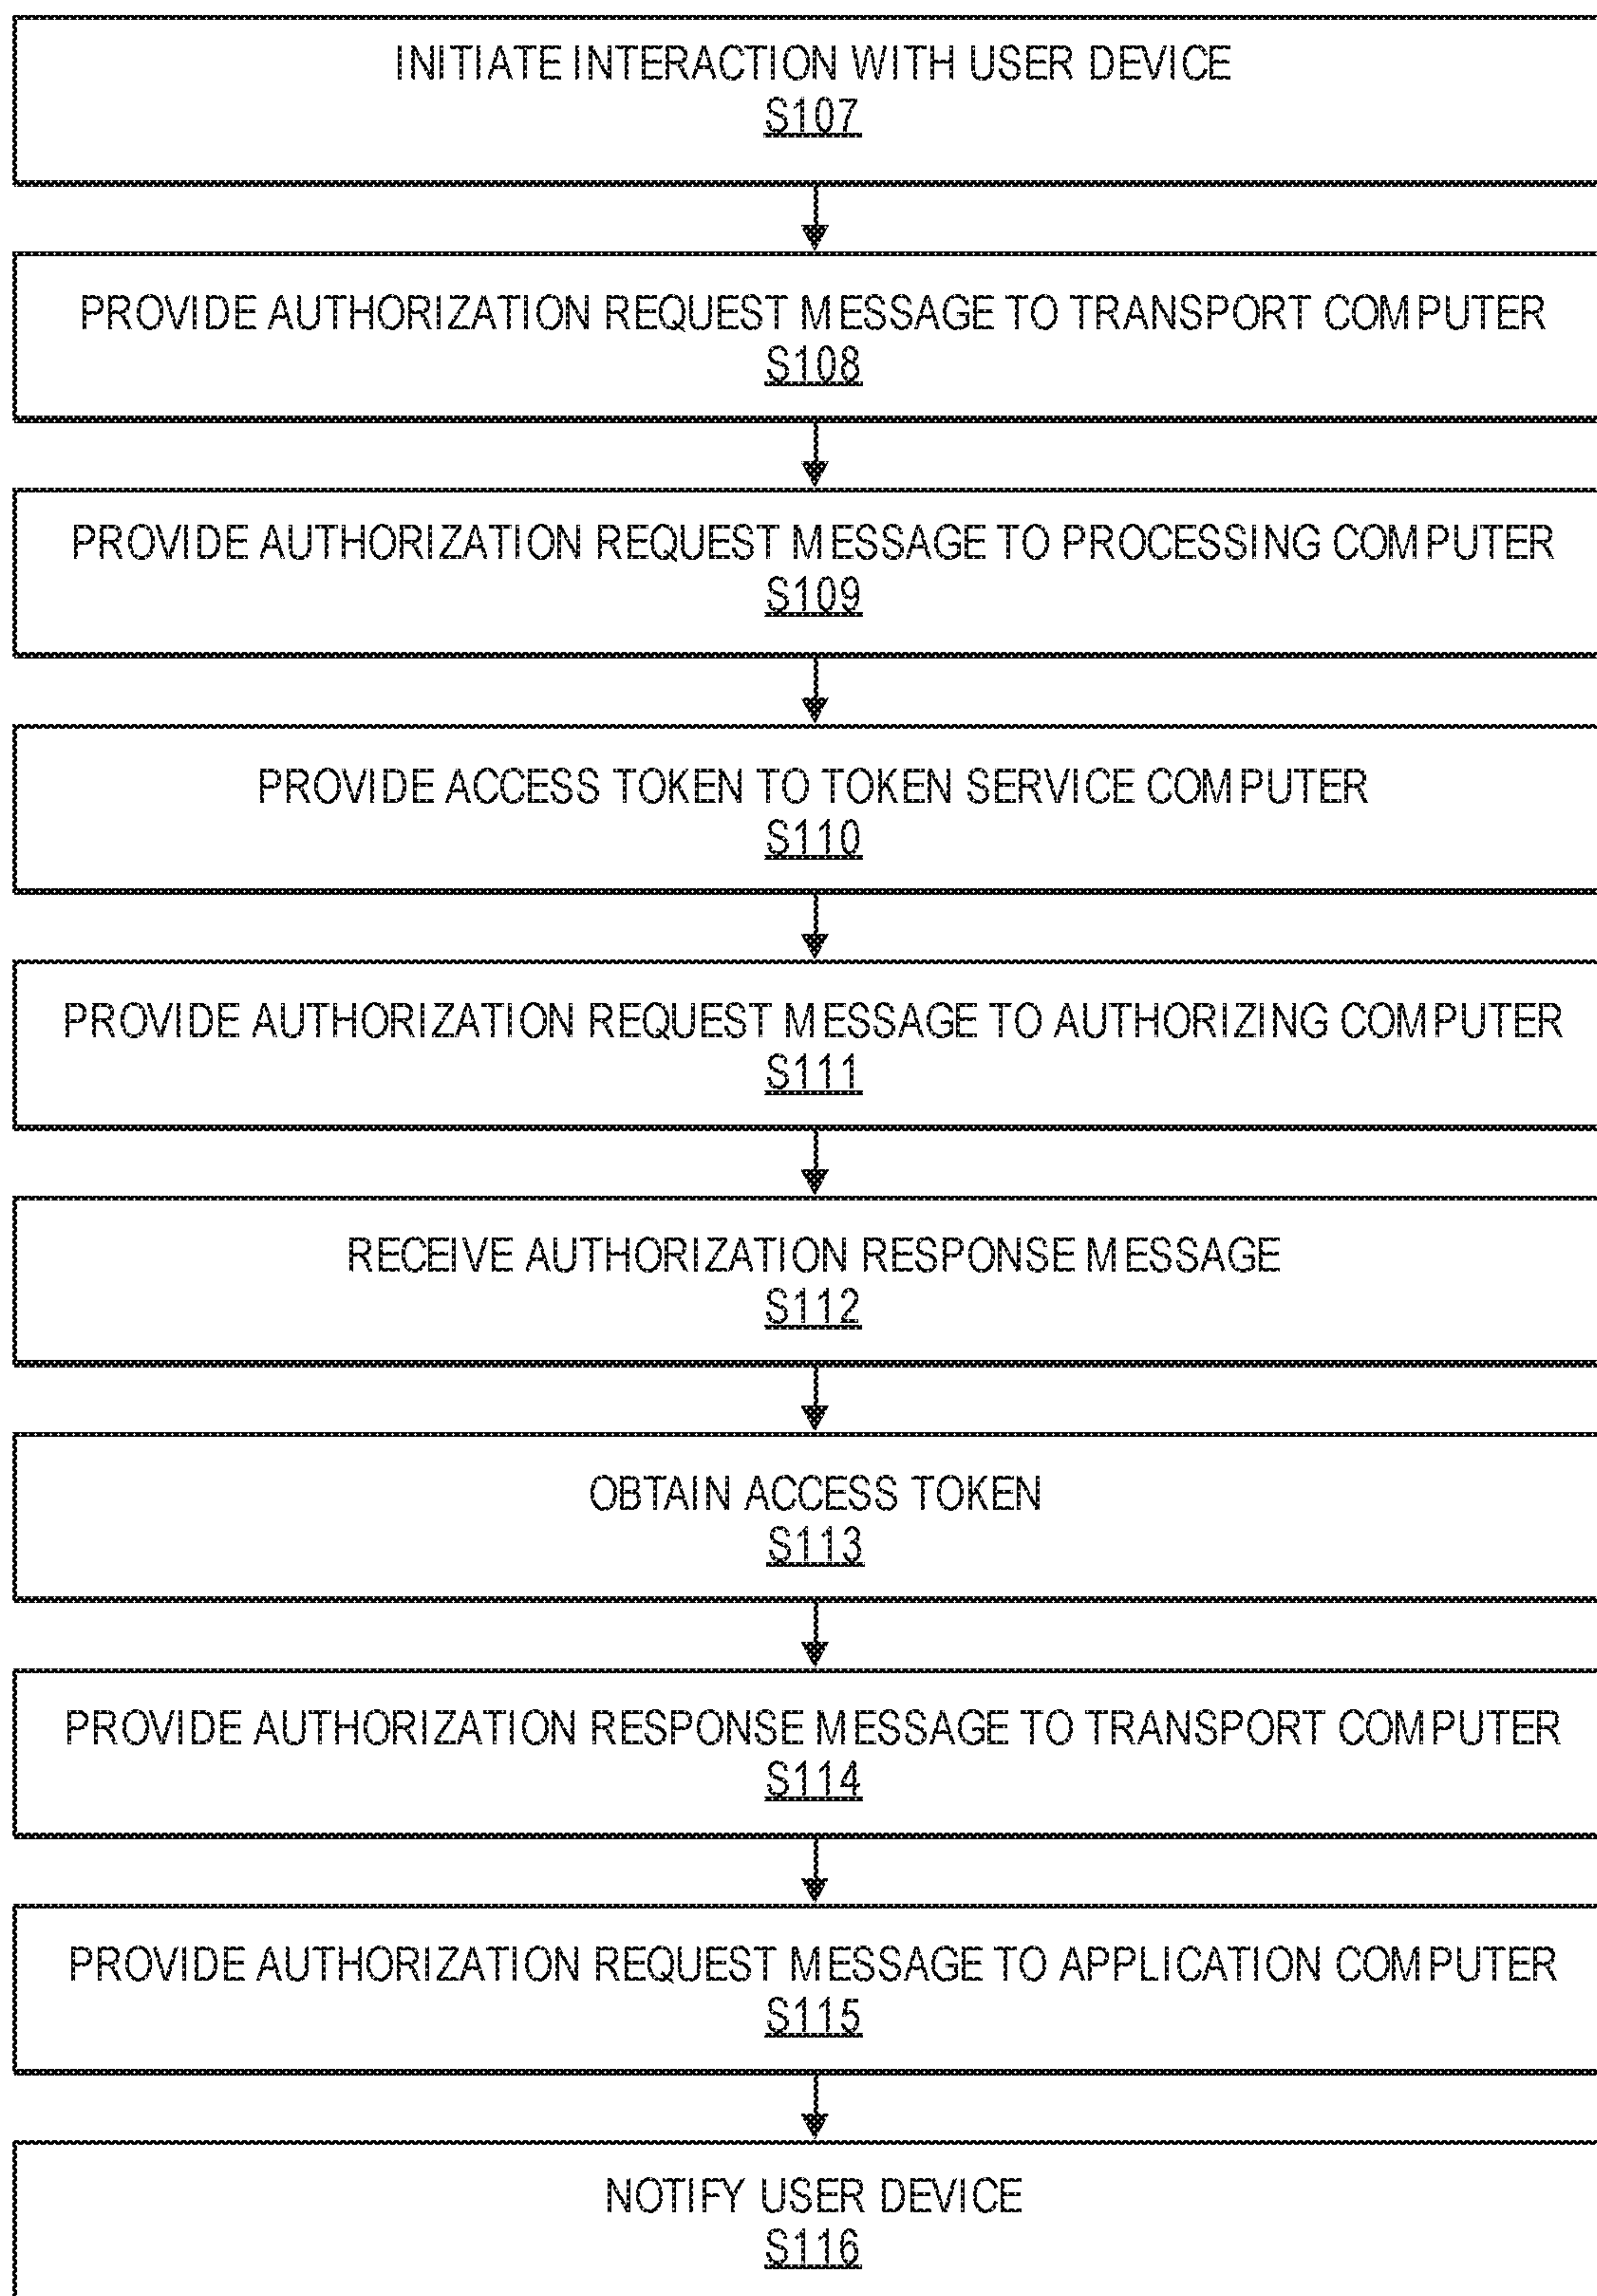 INITIATE INTERACTION WITH USER DEVICE
S107
PROVIDE AUTHORIZATION REQUEST MESSAGE TO TRANSPORT COMPUTER
S108
PROVIDE AUTHORIZATION REQUEST MESSAGE TO PROCESSING COMPUTER
S109
PROVIDE ACCESS TOKEN TO TOKEN SERVICE COMPUTER
S110
PROVIDE AUTHORIZATION REQUEST MESSAGE TO AUTHORIZING COMPUTER
S111
RECEIVE AUTHORIZATION RESPONSE MESSAGE
S112
OBTAIN ACCESS TOKEN
S113
PROVIDE AUTHORIZATION RESPONSE MESSAGE TO TRANSPORT COMPUTER
S114
PROVIDE AUTHORIZATION REQUEST MESSAGE TO APPLICATION COMPUTER
S115
NOTIFY USER DEVICE
S116